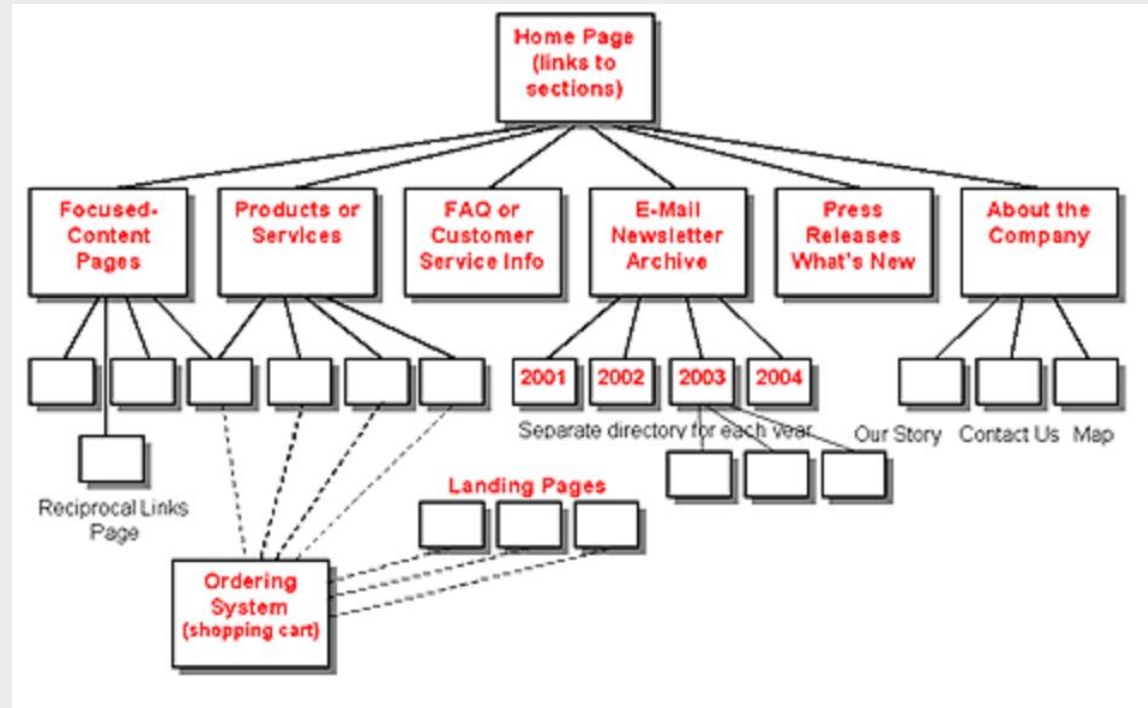 Home Page
(links to
sections)
Focused-
Content
Pages
Products or
Services
FAQ or
Customer
Service Info
E-Mail
Newsletter
Archive
Press
Releases
What's New
About the
Company
2001
2002
2003
2004
Separate directory for each year
Our Story
Contact Us
Map
Reciprocal Links
Page
Landing Pages
Ordering
System
(shopping cart)